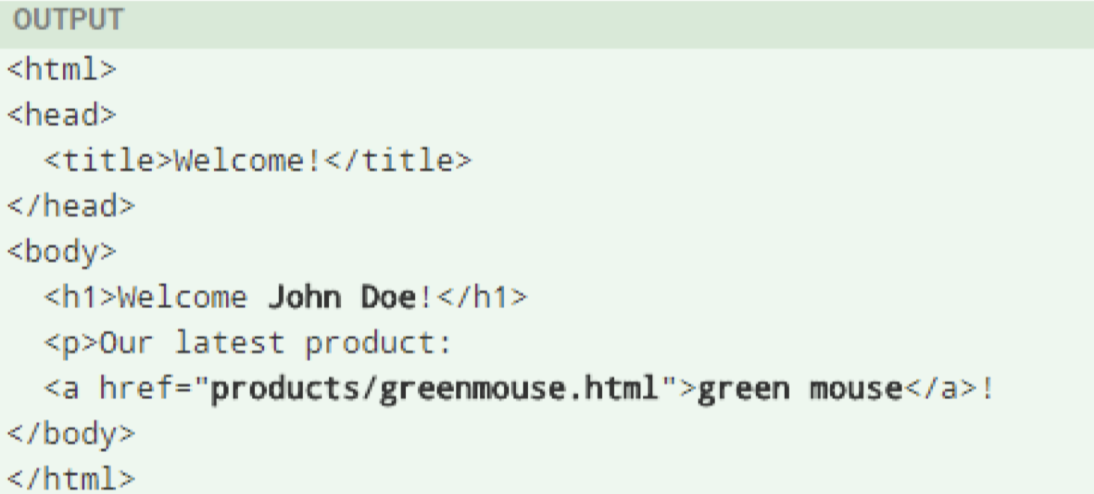 OUTPUT
<html>
<head>
  <title>Welcome!</title>
</head>
<body>
  <h1>Welcome John Doe!</h1>
  <p>Our latest product:
  <a href="products/greenmouse.html">green mouse</a>!
</body>
</html>